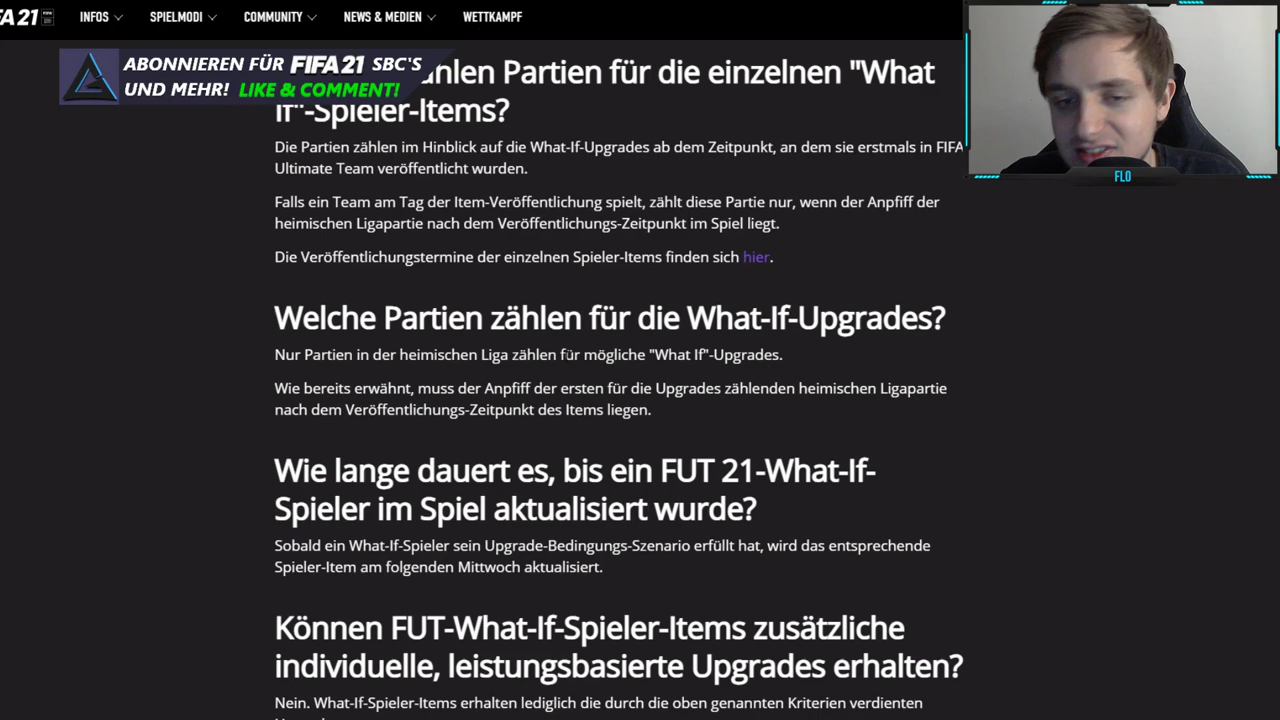 FA 21 INFOS SPIELMODI COMMUNITY NEWS & MEDIEN WETTKAMPF
ABONNIEREN FÜR FIFA21 SBC'S
UND MEHR! LIKE & COMMENT!
hlen Partien für die einzelnen "What
If"-Spieler-Items?
Die Partien zählen im Hinblick auf die What-If-Upgrades ab dem Zeitpunkt, an dem sie erstmals in FIFA
Ultimate Team veröffentlicht wurden.
Falls ein Team am Tag der Item-Veröffentlichung spielt, zählt diese Partie nur, wenn der Anpfiff der
heimischen Ligapartie nach dem Veröffentlichungs-Zeitpunkt im Spiel liegt.
Die Veröffentlichungstermine der einzelnen Spieler-Items finden sich hier.
Welche Partien zählen für die What-If-Upgrades?
Nur Partien in der heimischen Liga zählen für mögliche "What If"-Upgrades.
Wie bereits erwähnt, muss der Anpfiff der ersten für die Upgrades zählenden heimischen Ligapartie
nach dem Veröffentlichungs-Zeitpunkt des Items liegen.
Wie lange dauert es, bis ein FUT 21-What-If-
Spieler im Spiel aktualisiert wurde?
Sobald ein What-If-Spieler sein Upgrade-Bedingungs-Szenario erfüllt hat, wird das entsprechende
Spieler-Item am folgenden Mittwoch aktualisiert.
Können FUT-What-If-Spieler-Items zusätzliche
individuelle, leistungsbasierte Upgrades erhalten?
Nein. What-If-Spieler-Items erhalten lediglich die durch die oben genannten Kriterien verdienten
FLO